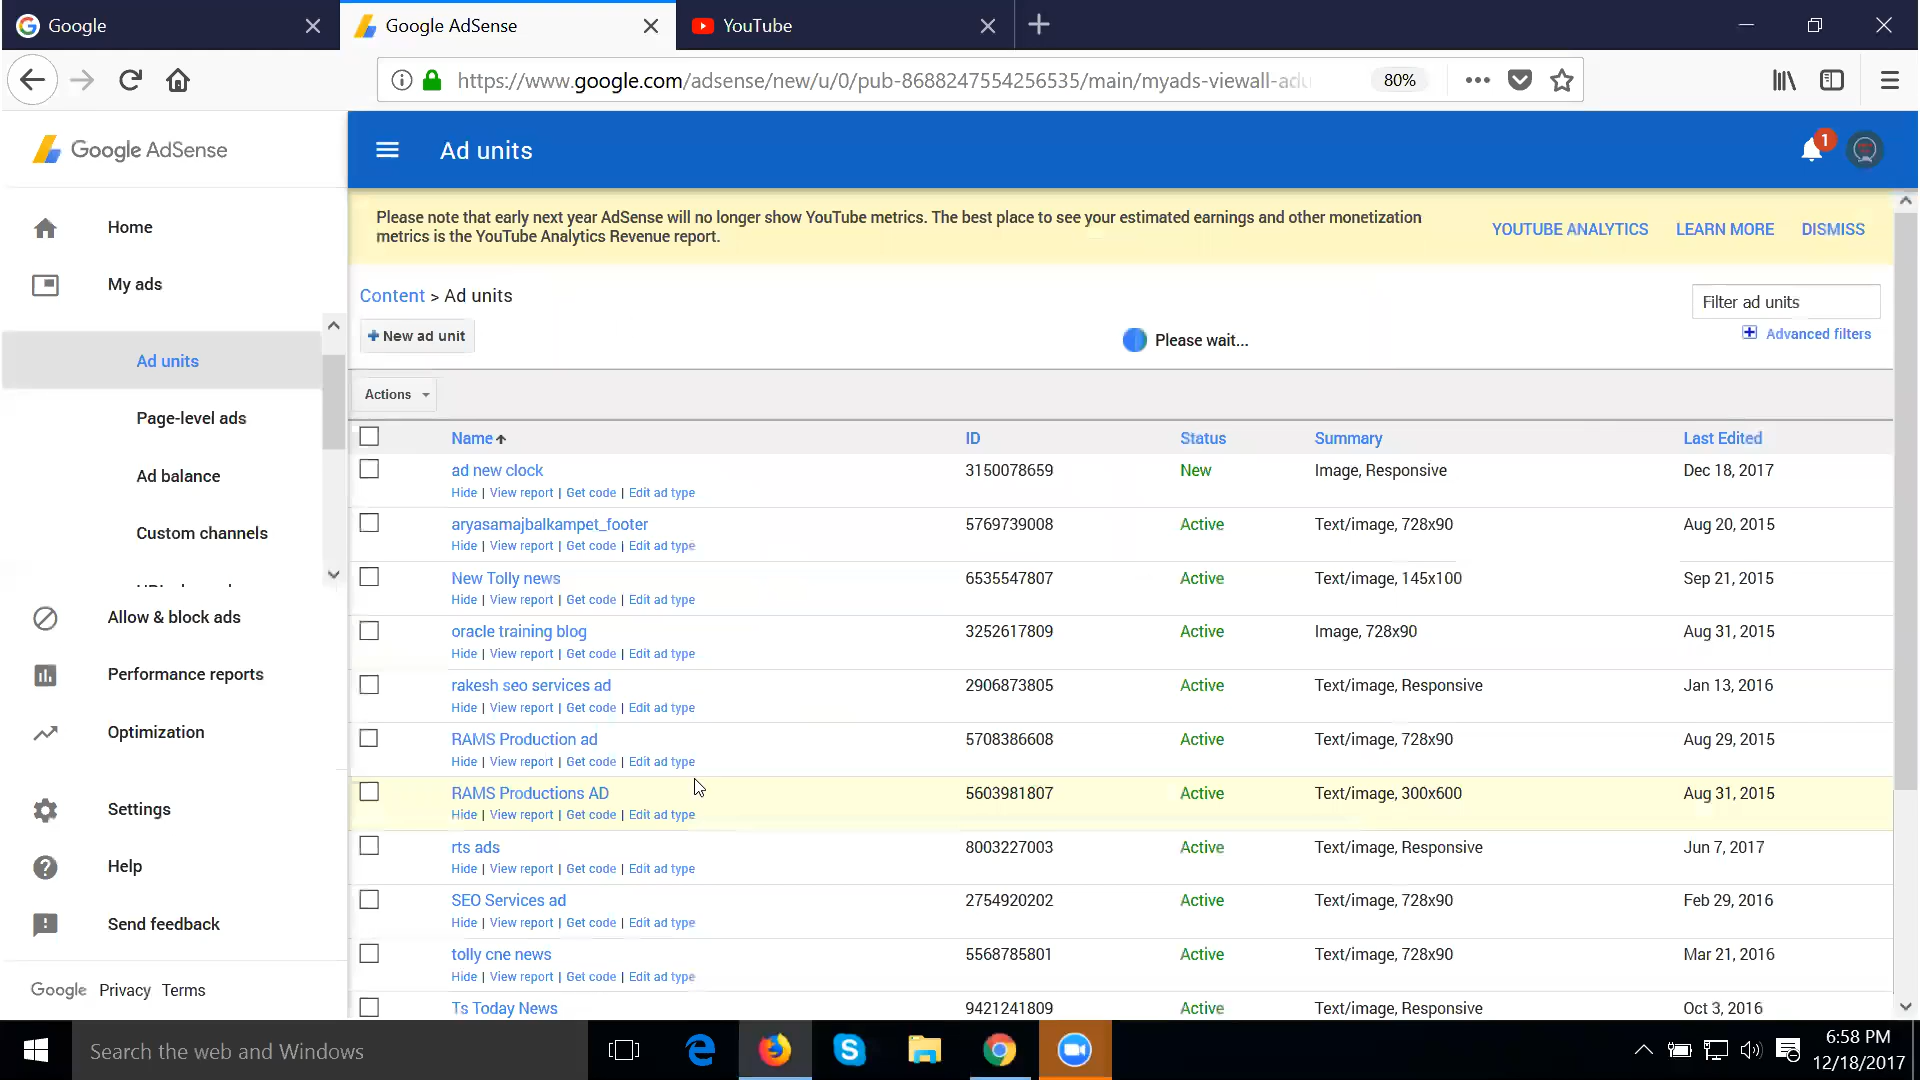 Google
Google AdSense
YouTube
https://www.google.com/adsense/new/u/0/pub-8688247554256535/main/myads-viewall-adu
80%
Google AdSense
Ad units
1
Home
My ads
Ad units
Page-level ads
Ad balance
Custom channels
Allow & block ads
Performance reports
Optimization
Settings
Help
Send feedback
Google Privacy Terms
Please note that early next year AdSense will no longer show YouTube metrics. The best place to see your estimated earnings and other monetization
metrics is the YouTube Analytics Revenue report.
YOUTUBE ANALYTICS LEARN MORE DISMISS
Content > Ad units
Filter ad units
New ad unit
Please wait...
Advanced filters
Actions
Name ID Status Summary Last Edited
ad new clock 3150078659 New Image, Responsive Dec 18, 2017
Hide | View report | Get code | Edit ad type
aryasamajbalkampet_footer 5769739008 Active Text/image, 728x90 Aug 20, 2015
Hide | View report | Get code | Edit ad type
New Tolly news 6535547807 Active Text/image, 145x100 Sep 21, 2015
Hide | View report | Get code | Edit ad type
oracle training blog 3252617809 Active Image, 728x90 Aug 31, 2015
Hide | View report | Get code | Edit ad type
rakesh seo services ad 2906873805 Active Text/image, Responsive Jan 13, 2016
Hide | View report | Get code | Edit ad type
RAMS Production ad 5708386608 Active Text/image, 728x90 Aug 29, 2015
Hide | View report | Get code | Edit ad type
RAMS Productions AD 5603981807 Active Text/image, 300x600 Aug 31, 2015
Hide | View report | Get code | Edit ad type
rts ads 8003227003 Active Text/image, Responsive Jun 7, 2017
Hide | View report | Get code | Edit ad type
SEO Services ad 2754920202 Active Text/image, 728x90 Feb 29, 2016
Hide | View report | Get code | Edit ad type
tolly cne news 5568785801 Active Text/image, 728x90 Mar 21, 2016
Hide | View report | Get code | Edit ad type
Ts Today News 9421241809 Active Text/image, Responsive Oct 3, 2016
Search the web and Windows
6:58 PM
12/18/2017